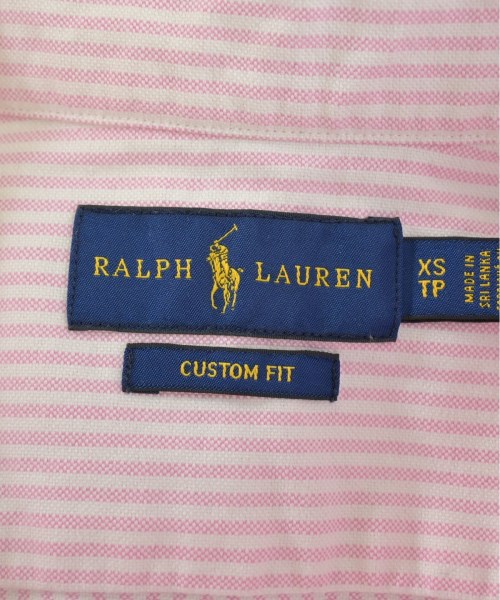 RALPH LAUREN
XS
TP
MADE IN
SRI LANKA
CUSTOM FIT